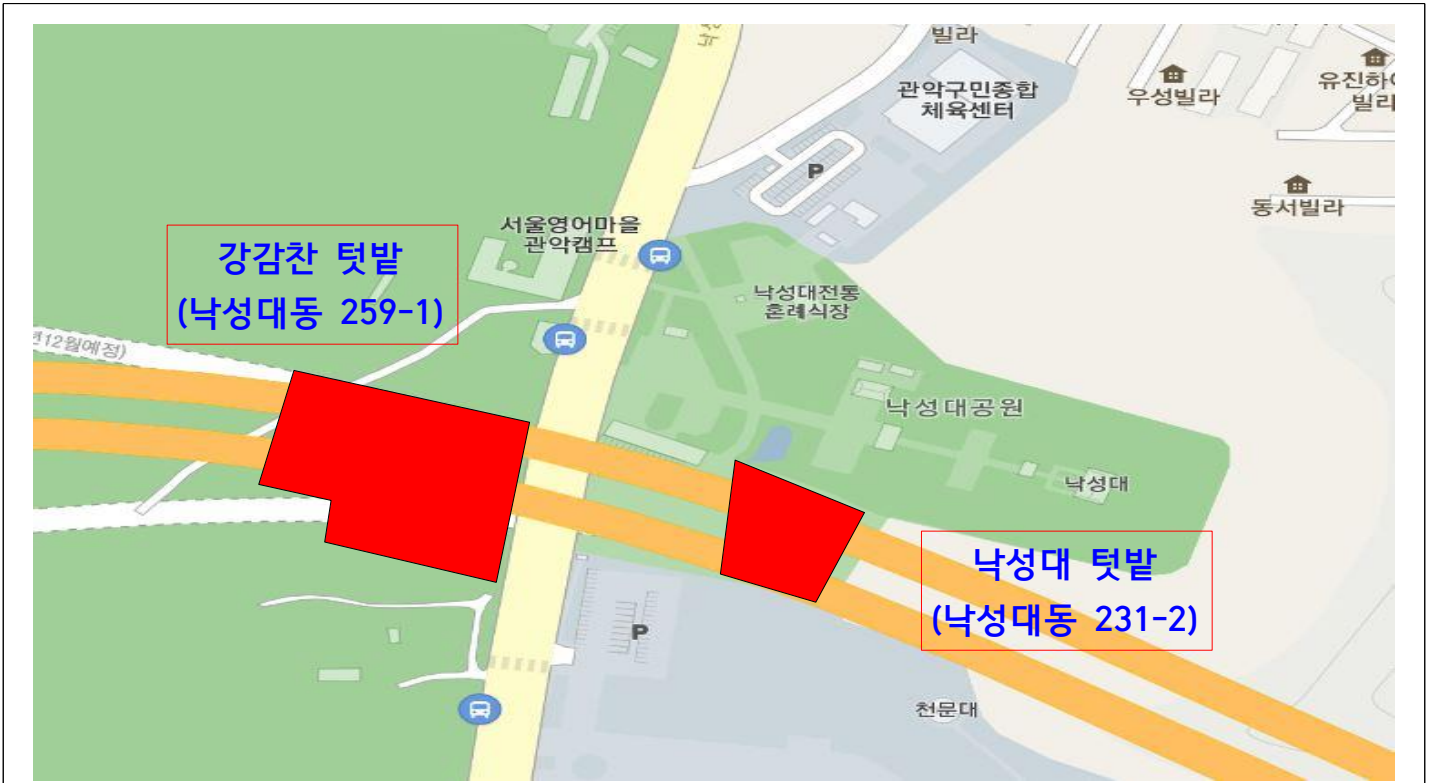 빌라
관악구민종합
체육센터
우성빌라
빌라
동서빌라
P
서울영어마을
관악캠프
강감찬 텃밭
(낙성대동 259-1)
낙성대전통
혼례식장
12월예정)
낙성대공원
낙성대
낙성대 텃밭
(낙성대동 231-2)
P
천문대